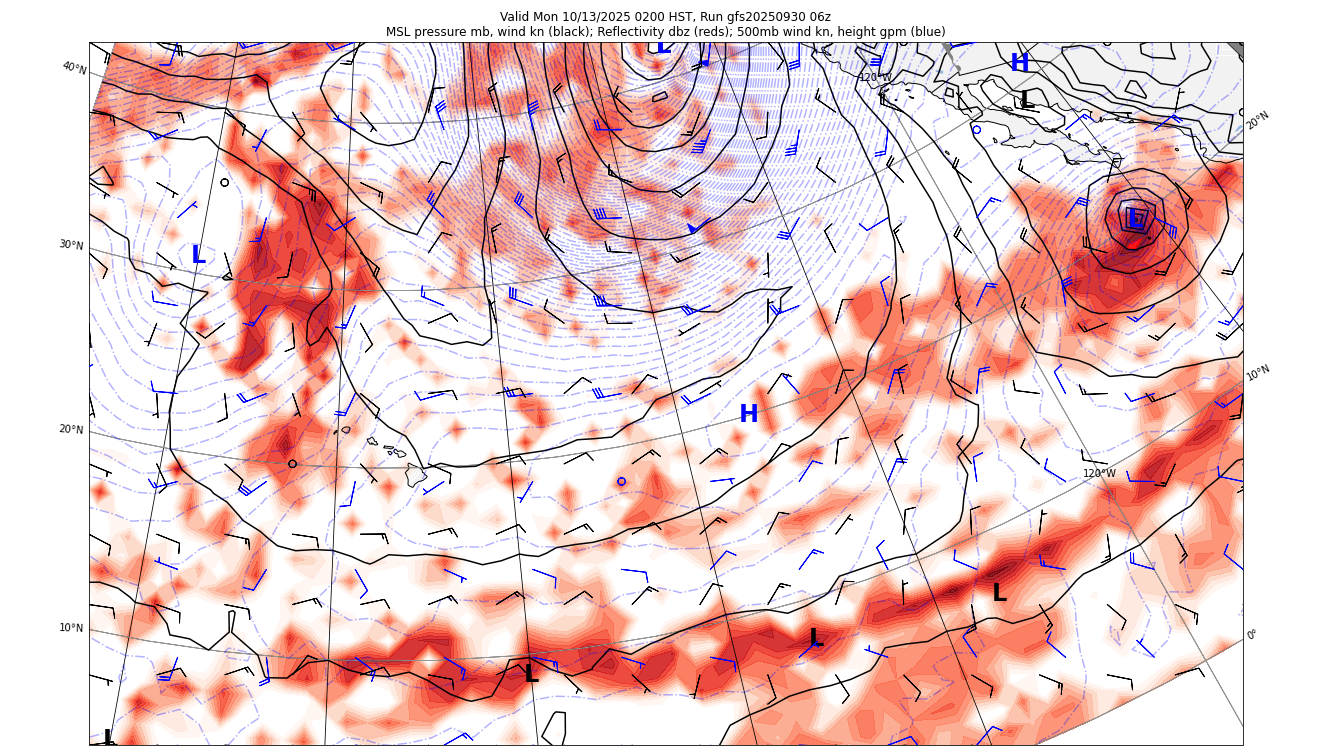 Valid Mon 10/13/2025 0200 HST, Run gfs20250930 06z
MSL pressure mb, wind kn (black); Reflectivity dbz (reds); 500mb wind kn, height gpm (blue)
L
H
40°N
120°W
L
20°N
L
30°N
L
10°N
H
20°N
120°W
L
10°N
L
0°
L
L